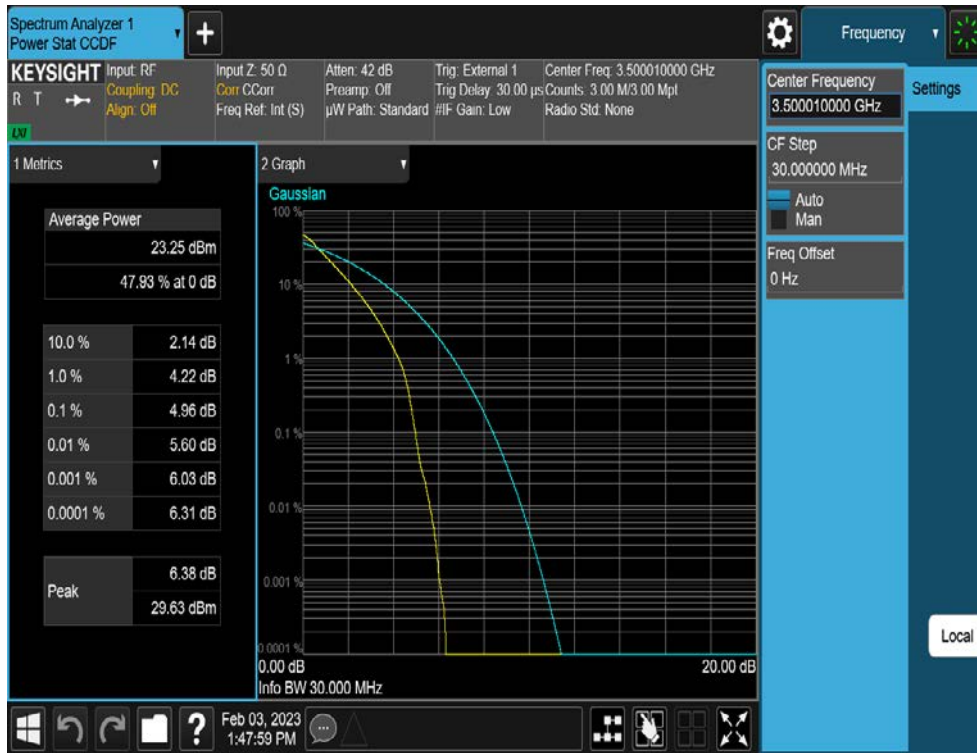 Spectrum Analyzer 1
Power Stat CCDF
+
Frequency
KEYSIGHT
R T
LXI
Input: RF
Coupling: DC
Align: Off
Input Z: 50 Ω
Corr CCorr
Freq Ref: Int (S)
Atten: 42 dB
Preamp: Off
µW Path: Standard
Trig: External 1
Trig Delay: 30.00 µs
#IF Gain: Low
Center Freq: 3.500010000 GHz
Counts: 3.00 M/3.00 Mpt
Radio Std: None
Center Frequency
3.500010000 GHz
Settings
CF Step
30.000000 MHz
Auto
Man
Freq Offset
0 Hz
Local
1 Metrics
Average Power
23.25 dBm
47.93 % at 0 dB
10.0 % 2.14 dB
1.0 % 4.22 dB
0.1 % 4.96 dB
0.01 % 5.60 dB
0.001 % 6.03 dB
0.0001 % 6.31 dB
Peak
6.38 dB
29.63 dBm
2 Graph
Gaussian
100 %
10 %
1 %
0.1 %
0.01 %
0.001 %
0.0001 %
0.00 dB 20.00 dB
Info BW 30.000 MHz
?
Feb 03, 2023
1:47:59 PM